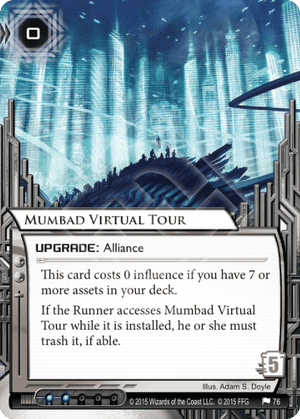 0
MUMBAD VIRTUAL TOUR
UPGRADE: Alliance
This card costs 0 influence if you have 7 or
more assets in your deck.
If the Runner accesses Mumbad Virtual
Tour while it is installed, he or she must
trash it, if able.
5
Illus. Adam S. Doyle
© 2015 Wizards of the Coast LLC. © 2015 FFG 76